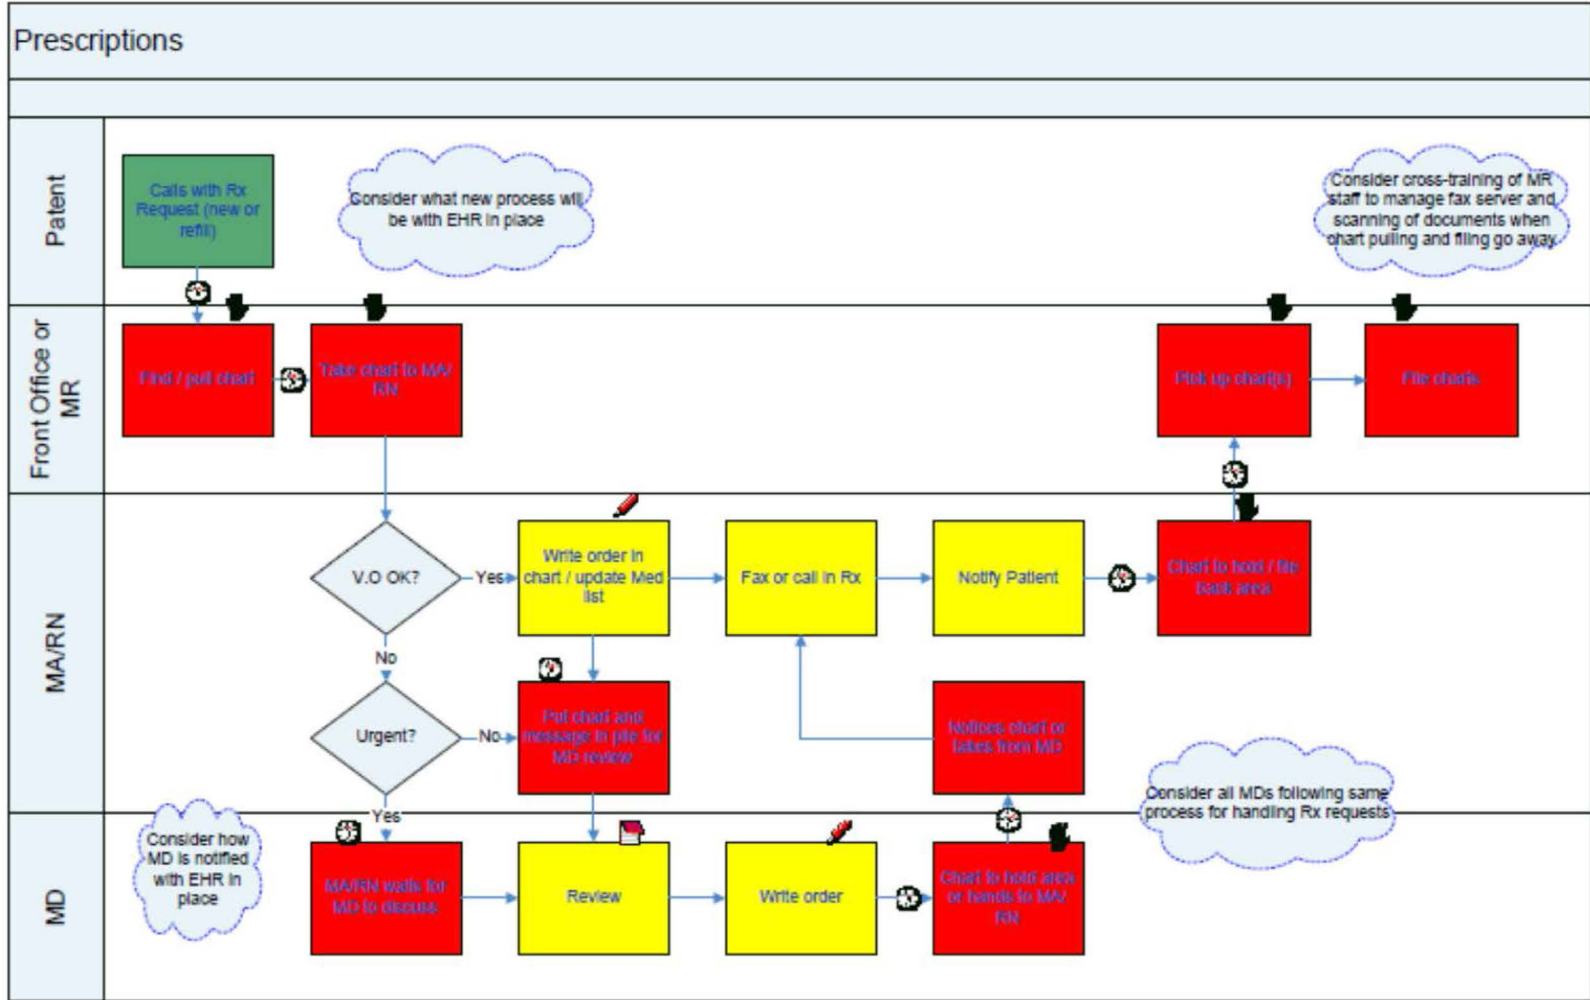 Prescriptions
Patent
Calls with Rx
Request (new or
refill)
Consider what new process will
be with EHR in place
Consider cross-training of MR
staff to manage fax server and
scanning of documents when
chart pulling and filing go away
Front Office or
MR
Find / pull chart
Take chart to MA/
RN
Pick up chart(s)
File charts
MA/RN
V.O OK?
Yes
Write order in
chart / update Med
list
Fax or call in Rx
Notify Patient
Chart to hold / file
back area
No
Urgent?
No
Put chart and
message in pile for
MD review
Notices chart or
takes from MD
Yes
Consider all MDs following same
process for handling Rx requests
MD
Consider how
MD is notified
with EHR in
place
MA/RN waits for
MD to discuss
Review
Write order
Chart to hold area
or hands to MA/
RN